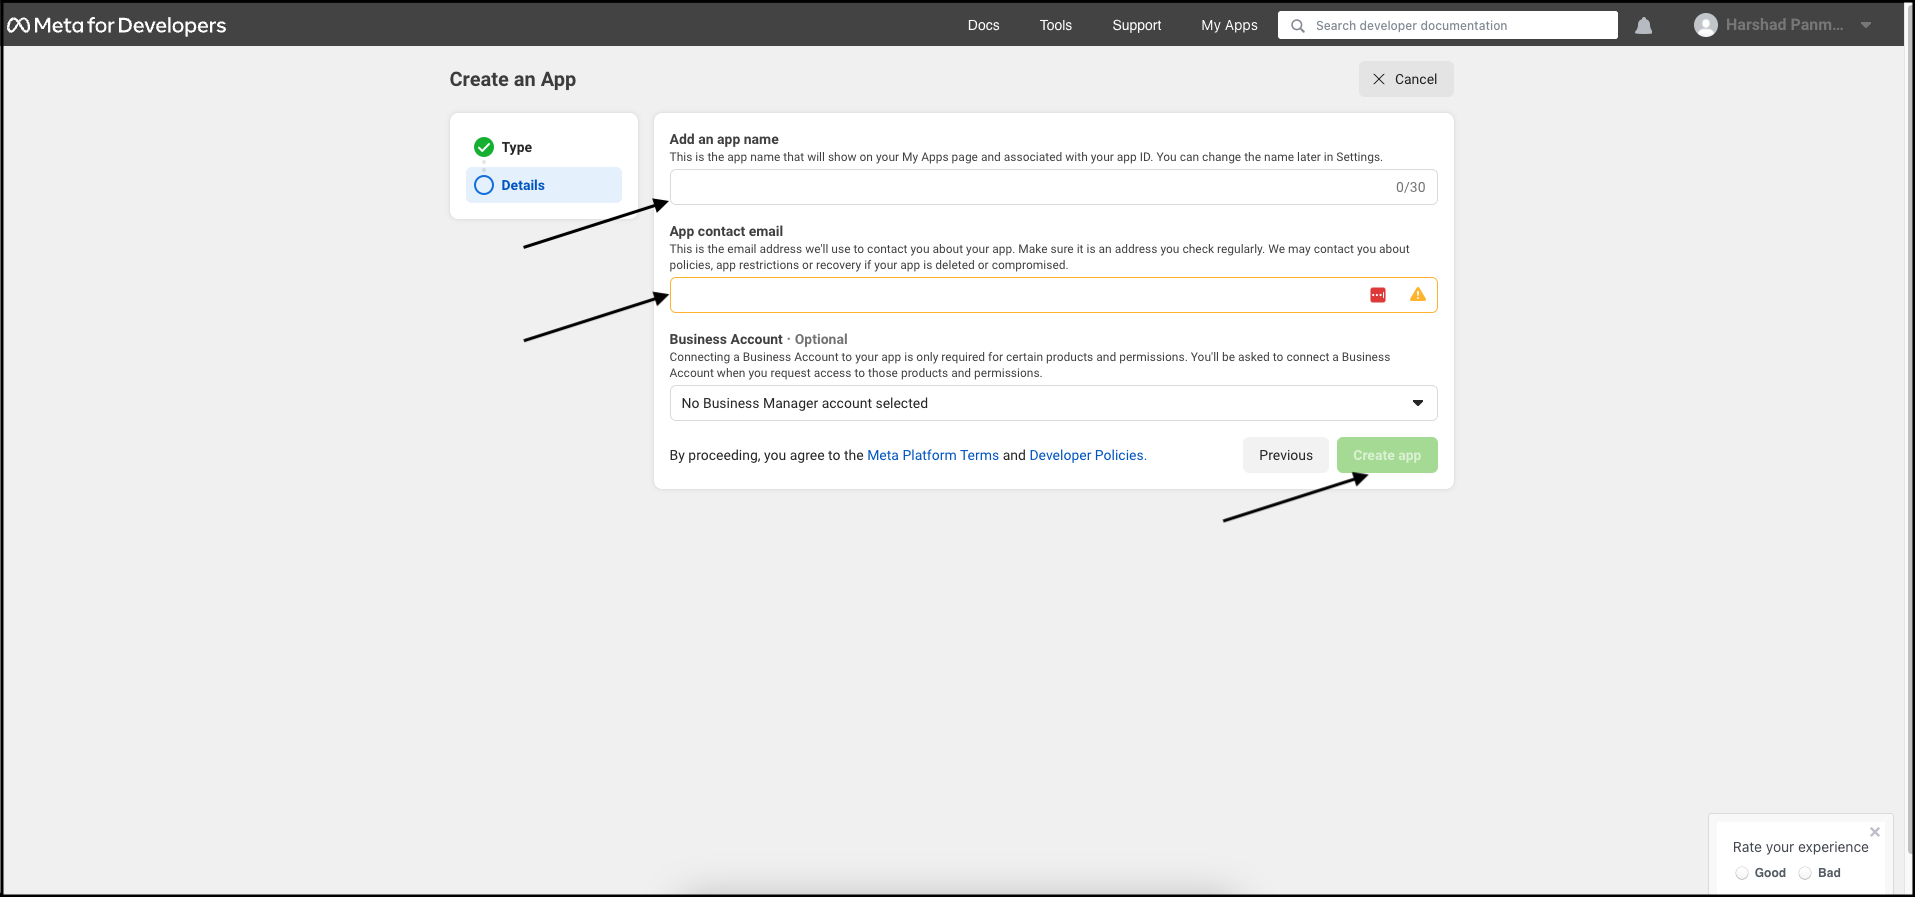 Meta for Developers
Docs
Tools
Support
My Apps
Search developer documentation
Harshad Panm...
Create an App
Cancel
Type
Details
Add an app name
This is the app name that will show on your My Apps page and associated with your app ID. You can change the name later in Settings.
0/30
App contact email
This is the email address we'll use to contact you about your app. Make sure it is an address you check regularly. We may contact you about
policies, app restrictions or recovery if your app is deleted or compromised.
Business Account · Optional
Connecting a Business Account to your app is only required for certain products and permissions. You'll be asked to connect a Business
Account when you request access to those products and permissions.
No Business Manager account selected
By proceeding, you agree to the Meta Platform Terms and Developer Policies.
Previous
Create app
Rate your experience
Good
Bad